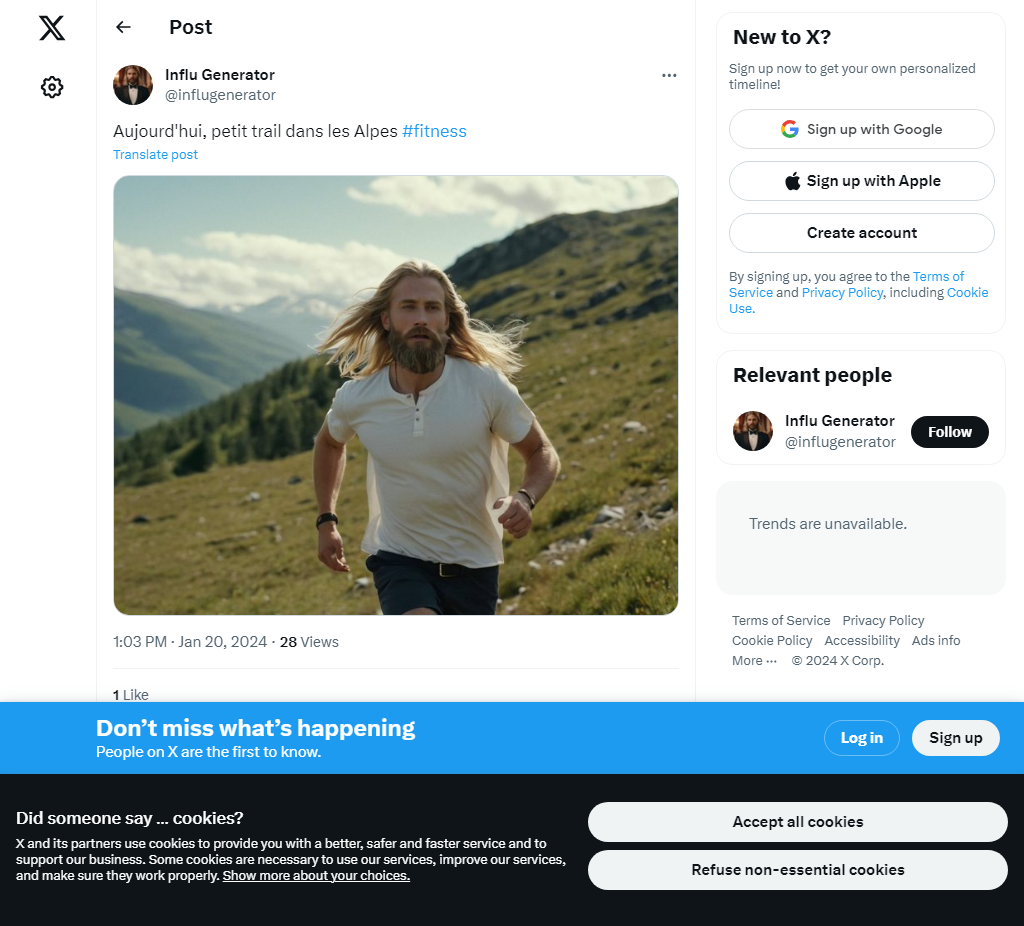 Post
Influ Generator
@influgenerator
Aujourd'hui, petit trail dans les Alpes #fitness
Translate post
1:03 PM · Jan 20, 2024 · 28 Views
1 Like
New to X?
Sign up now to get your own personalized
timeline!
Sign up with Google
Sign up with Apple
Create account
By signing up, you agree to the Terms of
Service and Privacy Policy, including Cookie
Use.
Relevant people
Influ Generator
@influgenerator
Follow
Trends are unavailable.
Terms of Service Privacy Policy
Cookie Policy Accessibility Ads info
More ··· © 2024 X Corp.
Don’t miss what’s happening
People on X are the first to know.
Log in
Sign up
Did someone say … cookies?
X and its partners use cookies to provide you with a better, safer and faster service and to
support our business. Some cookies are necessary to use our services, improve our services,
and make sure they work properly. Show more about your choices.
Accept all cookies
Refuse non-essential cookies